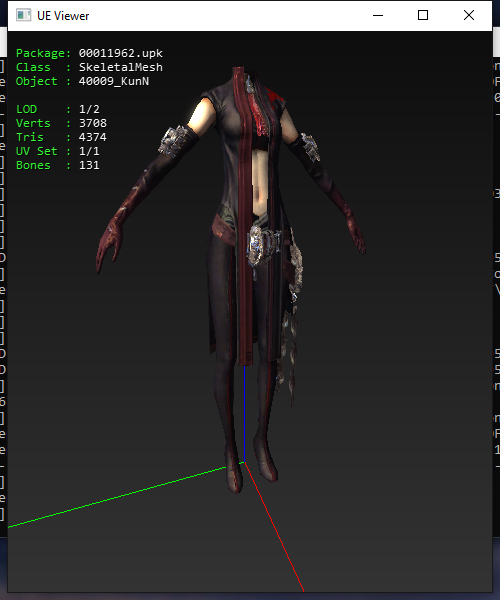 UE Viewer
Package: 00011962.upk
Class  : SkeletalMesh
Object : 40009_KunN
LOD    : 1/2
Verts  : 3708
Tris   : 4374
UV Set : 1/1
Bones  : 131